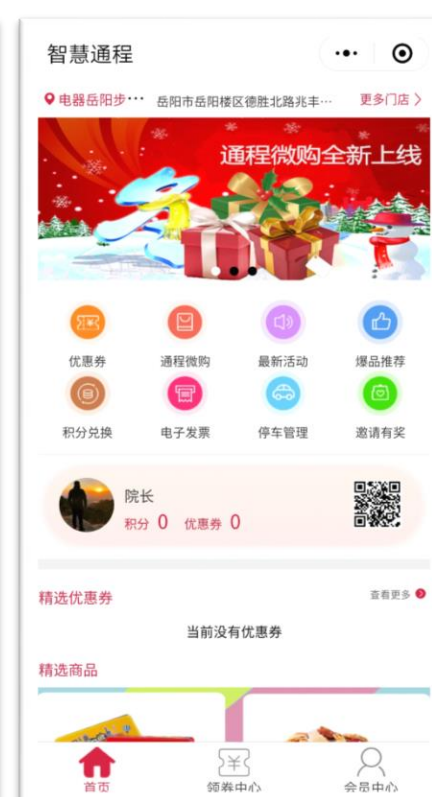 智慧通程
电器岳阳步··· 岳阳市岳阳楼区德胜北路兆丰··· 更多门店 〉
通程微购全新上线
优惠券 通程微购 最新活动 爆品推荐
积分兑换 电子发票 停车管理 邀请有奖
院长
积分 0 优惠券 0
精选优惠券 查看更多
当前没有优惠券
精选商品
首页 领券中心 会员中心